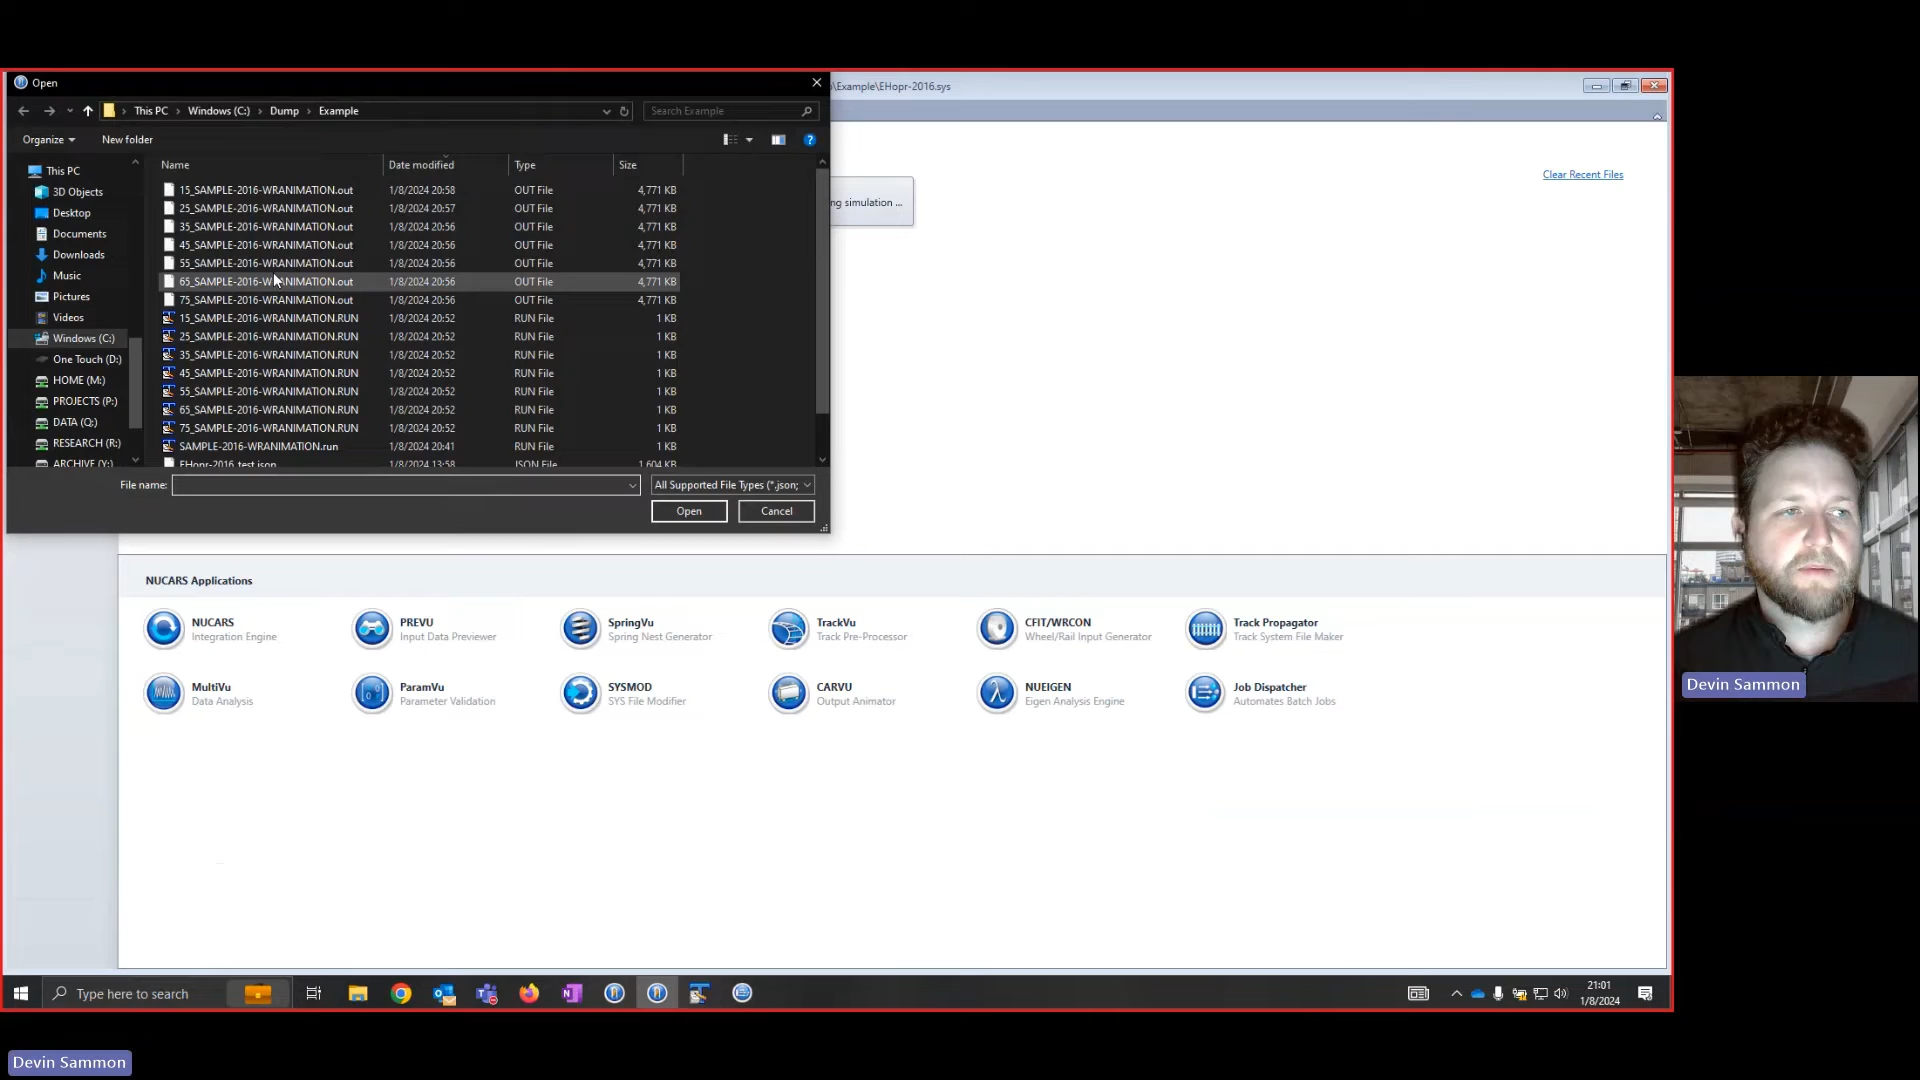 Open
This PC > Windows (C:) > Dump > Example
Search Example
\Example\EHopr-2016.sys
Organize
New folder
Name
Date modified
Type
Size
This PC
3D Objects
Desktop
Documents
Downloads
Music
Pictures
Videos
Windows (C:)
One Touch (D:)
HOME (M:)
PROJECTS (P:)
DATA (Q:)
RESEARCH (R:)
ARCHIVE (Y:)
15_SAMPLE-2016-WRANIMATION.out 1/8/2024 20:58 OUT File 4,771 KB
25_SAMPLE-2016-WRANIMATION.out 1/8/2024 20:57 OUT File 4,771 KB
35_SAMPLE-2016-WRANIMATION.out 1/8/2024 20:56 OUT File 4,771 KB
45_SAMPLE-2016-WRANIMATION.out 1/8/2024 20:56 OUT File 4,771 KB
55_SAMPLE-2016-WRANIMATION.out 1/8/2024 20:56 OUT File 4,771 KB
65_SAMPLE-2016-WRANIMATION.out 1/8/2024 20:56 OUT File 4,771 KB
75_SAMPLE-2016-WRANIMATION.out 1/8/2024 20:56 OUT File 4,771 KB
15_SAMPLE-2016-WRANIMATION.RUN 1/8/2024 20:52 RUN File 1 KB
25_SAMPLE-2016-WRANIMATION.RUN 1/8/2024 20:52 RUN File 1 KB
35_SAMPLE-2016-WRANIMATION.RUN 1/8/2024 20:52 RUN File 1 KB
45_SAMPLE-2016-WRANIMATION.RUN 1/8/2024 20:52 RUN File 1 KB
55_SAMPLE-2016-WRANIMATION.RUN 1/8/2024 20:52 RUN File 1 KB
65_SAMPLE-2016-WRANIMATION.RUN 1/8/2024 20:52 RUN File 1 KB
75_SAMPLE-2016-WRANIMATION.RUN 1/8/2024 20:52 RUN File 1 KB
SAMPLE-2016-WRANIMATION.run 1/8/2024 20:41 RUN File 1 KB
EHopr-2016_test.json 1/8/2024 13:58 JSON File 1,604 KB
File name:
All Supported File Types (*.json;
Open
Cancel
ng simulation ...
Clear Recent Files
NUCARS Applications
NUCARS
Integration Engine
PREVU
Input Data Previewer
SpringVu
Spring Nest Generator
TrackVu
Track Pre-Processor
CFIT/WRCON
Wheel/Rail Input Generator
Track Propagator
Track System File Maker
MultiVu
Data Analysis
ParamVu
Parameter Validation
SYSMOD
SYS File Modifier
CARVU
Output Animator
NUEIGEN
Eigen Analysis Engine
Job Dispatcher
Automates Batch Jobs
Devin Sammon
Type here to search
21:01
1/8/2024
Devin Sammon